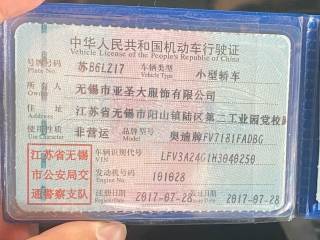 中华人民共和国机动车行驶证
Vehicle License of the People's Republic of China
号牌号码 苏B6LZ17 车辆类型 小型轿车
Plate No. Vehicle Type
所有人 无锡市亚圣大服饰有限公司
Owner
住址 江苏省无锡市阳山镇陆区第二工业园党校路
Address
使用性质 非营运 品牌型号 奥迪牌FV7181FADBG
Use Character Model
江苏省无锡
市公安局交
通警察支队
车辆识别代号 LFV3A24G1H3040250
VIN
发动机号码 101028
Engine No.
注册日期 2017-07-28 发证日期 2017-07-28
Register Date Issue Date